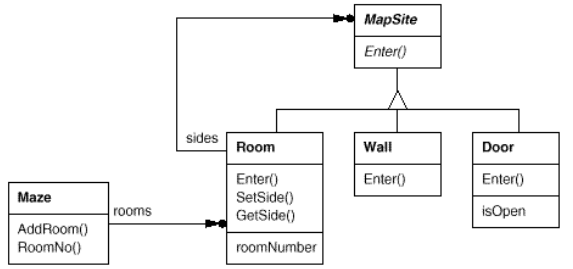 MapSite
Enter()
sides
Room
Enter()
SetSide()
GetSide()
roomNumber
Wall
Enter()
Door
Enter()
isOpen
Maze
AddRoom()
RoomNo()
rooms